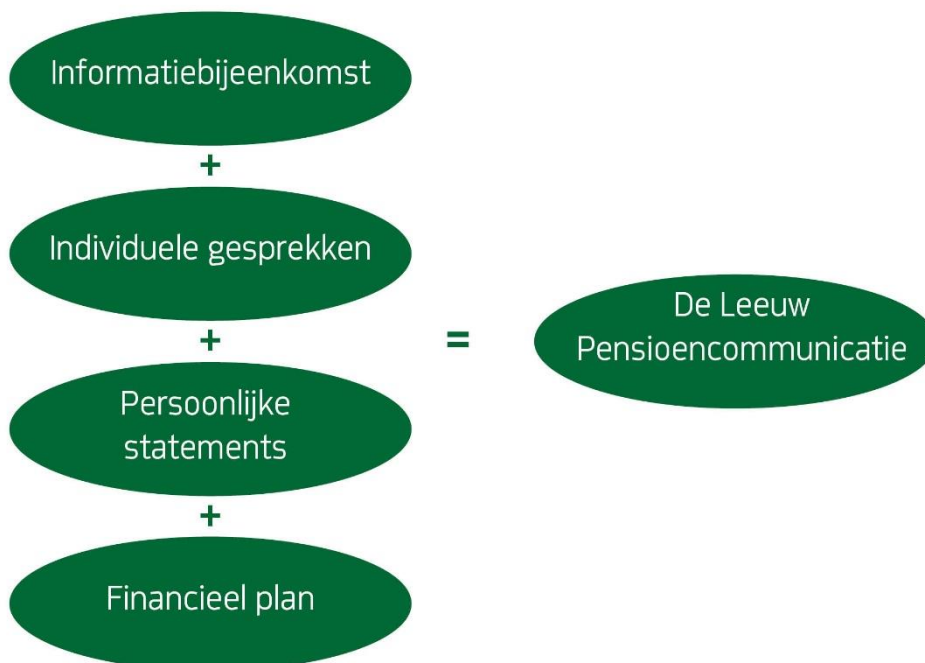 Informatiebijeenkomst
+
Individuele gesprekken
+
Persoonlijke
statements
+
Financieel plan
=
De Leeuw
Pensioencommunicatie